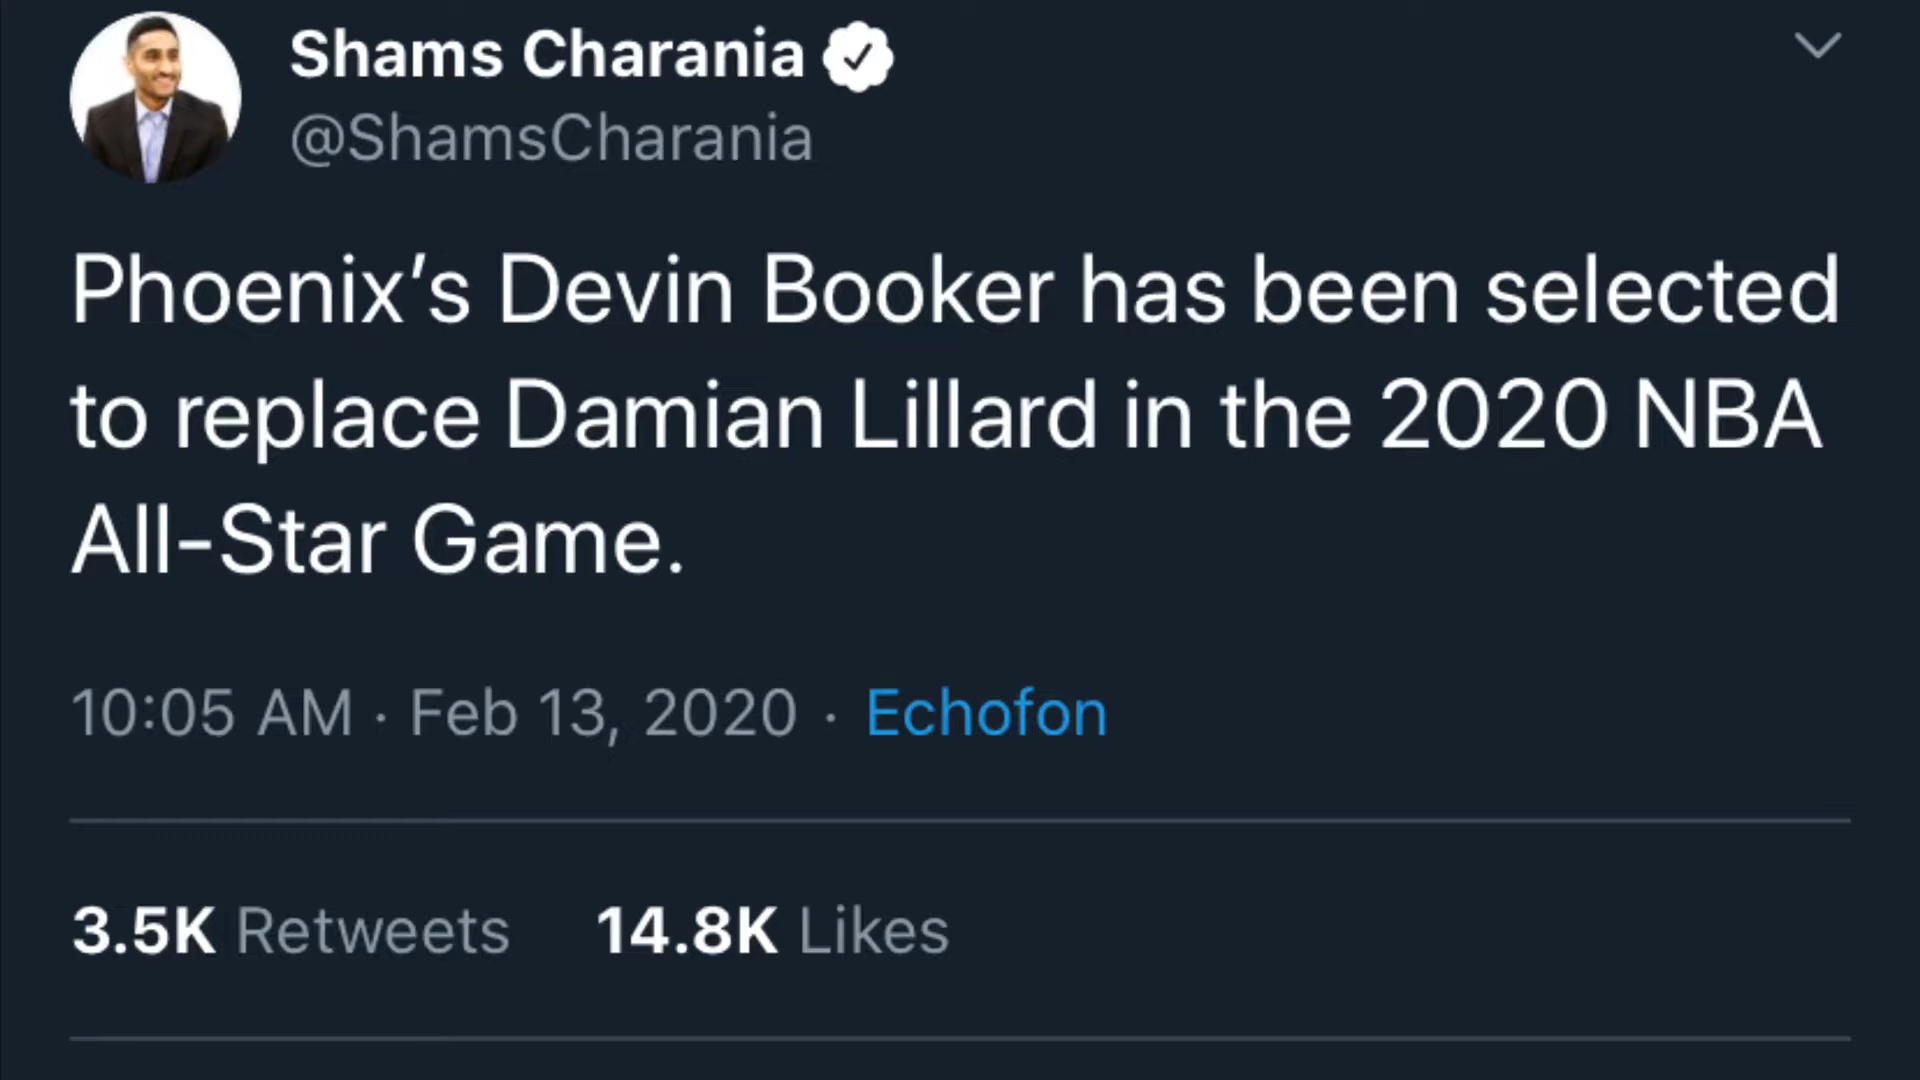 Shams Charania
@ShamsCharania
Phoenix’s Devin Booker has been selected
to replace Damian Lillard in the 2020 NBA
All-Star Game.
10:05 AM · Feb 13, 2020 · Echofon
3.5K Retweets 14.8K Likes